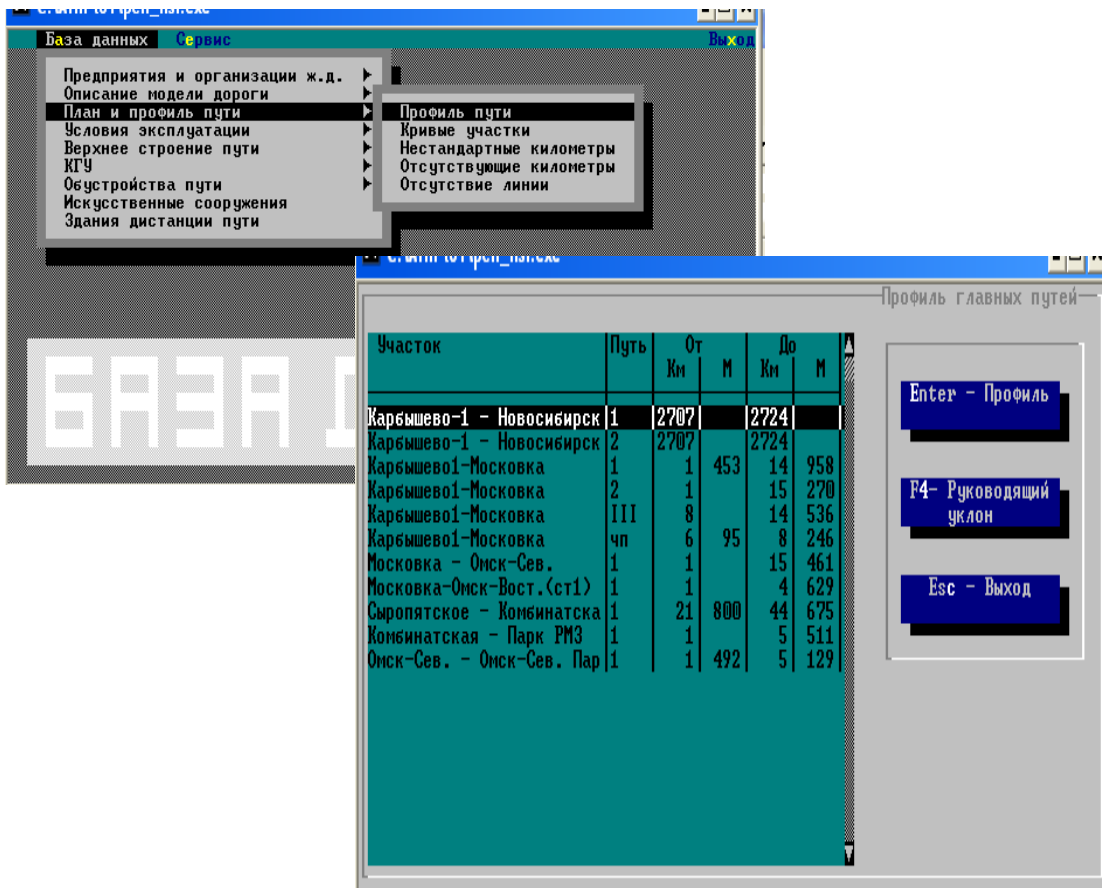 База данных Сервис Выход
Предприятия и организации ж.д.
Описание модели дороги
План и профиль пути
Условия эксплуатации
Верхнее строение пути
КГУ
Обустройства пути
Искусственные сооружения
Здания дистанции пути
Профиль пути
Кривые участки
Нестандартные километры
Отсутствующие километры
Отсутствие линии
БАЗА
Профиль главных путей
Участок Путь От До
Км М Км М
Карбышево-1 - Новосибирск 1 2707 2724
Карбышево-1 - Новосибирск 2 2707 2724
Карбышево1-Московка 1 1 453 14 958
Карбышево1-Московка 2 1 15 270
Карбышево1-Московка III 8 14 536
Карбышево1-Московка чп 6 95 8 246
Московка - Омск-Сев. 1 1 15 461
Московка-Омск-Вост.(ст1) 1 1 4 629
Сыропятское - Комбинатска 1 21 800 44 675
Комбинатская - Парк РМЗ 1 1 5 511
Омск-Сев. - Омск-Сев. Пар 1 1 492 5 129
Enter - Профиль
F4- Руководящий
уклон
Esc - Выход